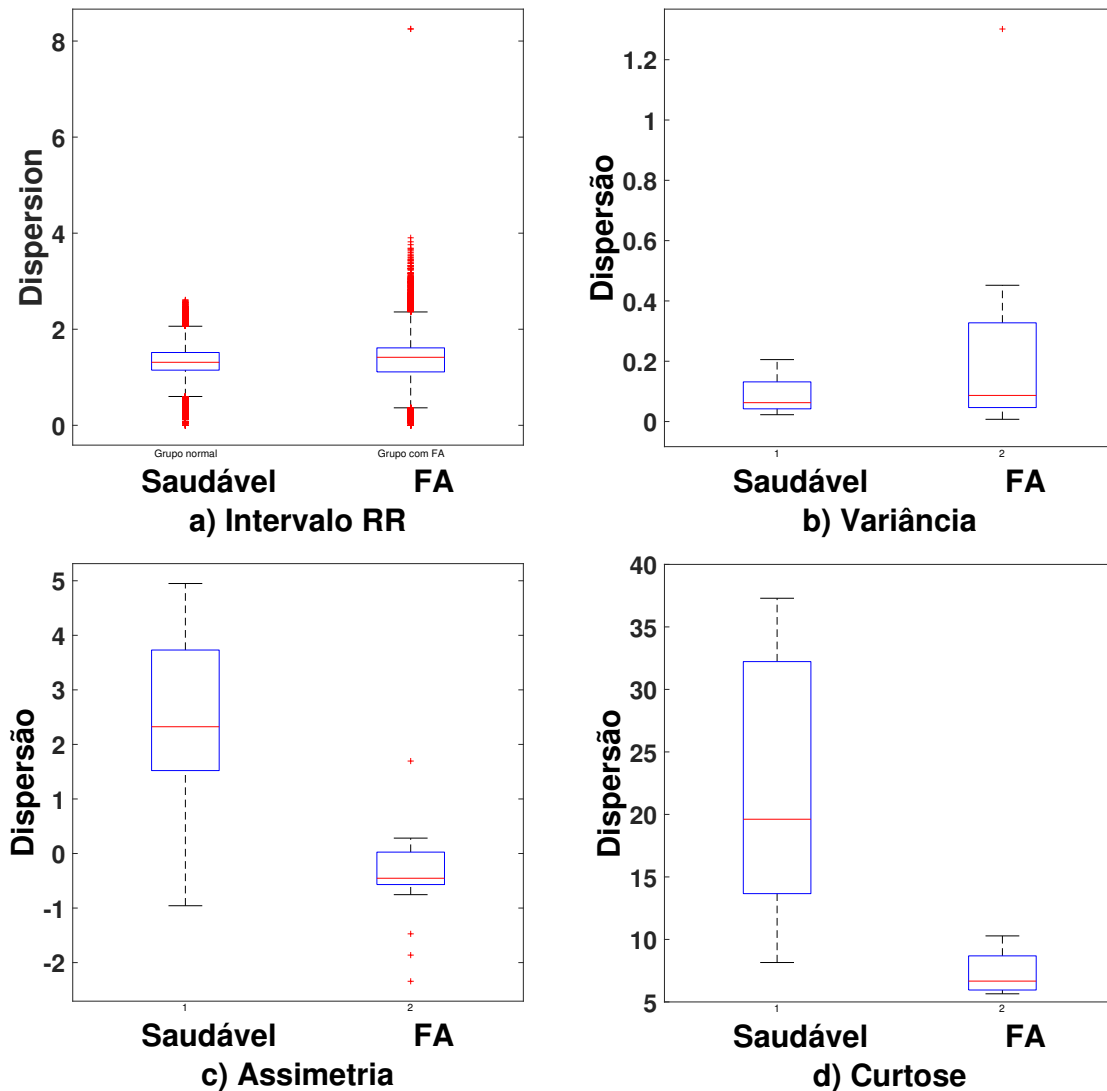 8
6
4
2
0
Dispersion
Grupo normal
Grupo com FA
Saudável
FA
a) Intervalo RR
1.2
1
0.8
0.6
0.4
0.2
0
Dispersão
1
2
Saudável
FA
b) Variância
5
4
3
2
1
0
-1
-2
Dispersão
1
2
Saudável
FA
c) Assimetria
40
35
30
25
20
15
10
5
Dispersão
1
2
Saudável
FA
d) Curtose